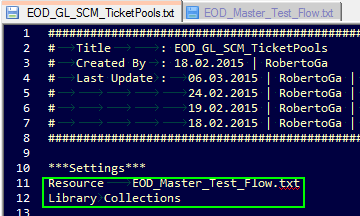 EOD_GL_SCM_TicketPools.txt EOD_Master_Test_Flow.txt
1 ########################################
2 # Title : EOD_GL_SCM_TicketPools
3 # Created By : 18.02.2015 | RobertoGa
4 # Last Update : 06.03.2015 | RobertoGa |
5 # 24.02.2015 | RobertoGa |
6 # 19.02.2015 | RobertoGa |
7 # 18.02.2015 | RobertoGa |
8 ########################################
9
10 ***Settings***
11 Resource EOD_Master_Test_Flow.txt
12 Library Collections